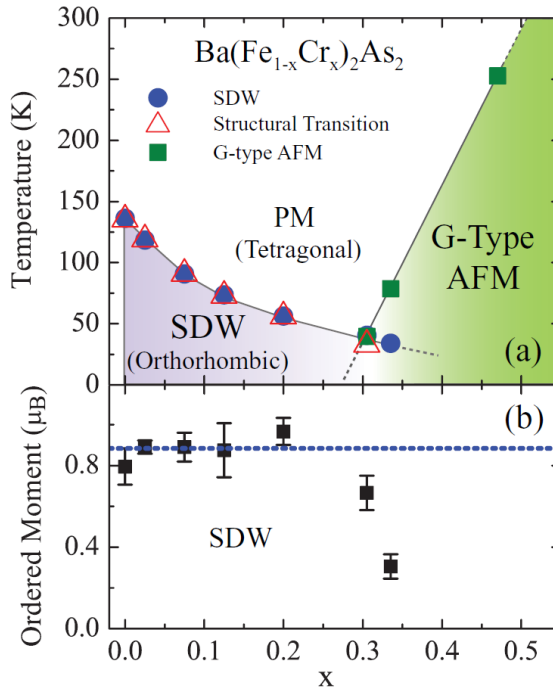 Ba(Fe₁₋ₓCrₓ)₂As₂
SDW
Structural Transition
G-type AFM
PM
(Tetragonal)
G-Type
AFM
SDW
(Orthorhombic)
(a)
Temperature (K)
300
250
200
150
100
50
0
(b)
SDW
Ordered Moment (μB)
0.8
0.4
0.0
0.0 0.1 0.2 0.3 0.4 0.5
x